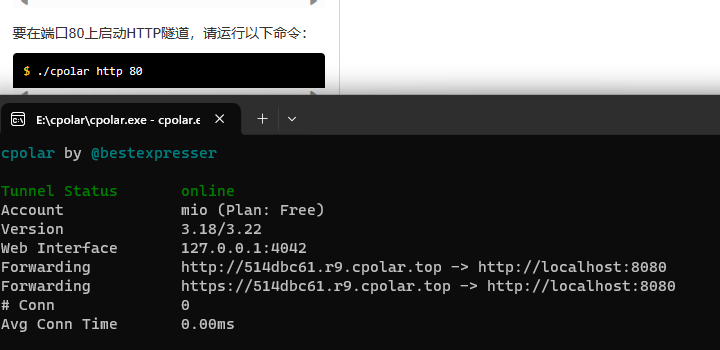 要在端口80上启动HTTP隧道，请运行以下命令：
$ ./cpolar http 80
E:\cpolar\cpolar.exe - cpolar.e
cpolar by @bestexpresser
Tunnel Status online
Account mio (Plan: Free)
Version 3.18/3.22
Web Interface 127.0.0.1:4042
Forwarding http://514dbc61.r9.cpolar.top -> http://localhost:8080
Forwarding https://514dbc61.r9.cpolar.top -> http://localhost:8080
# Conn 0
Avg Conn Time 0.00ms